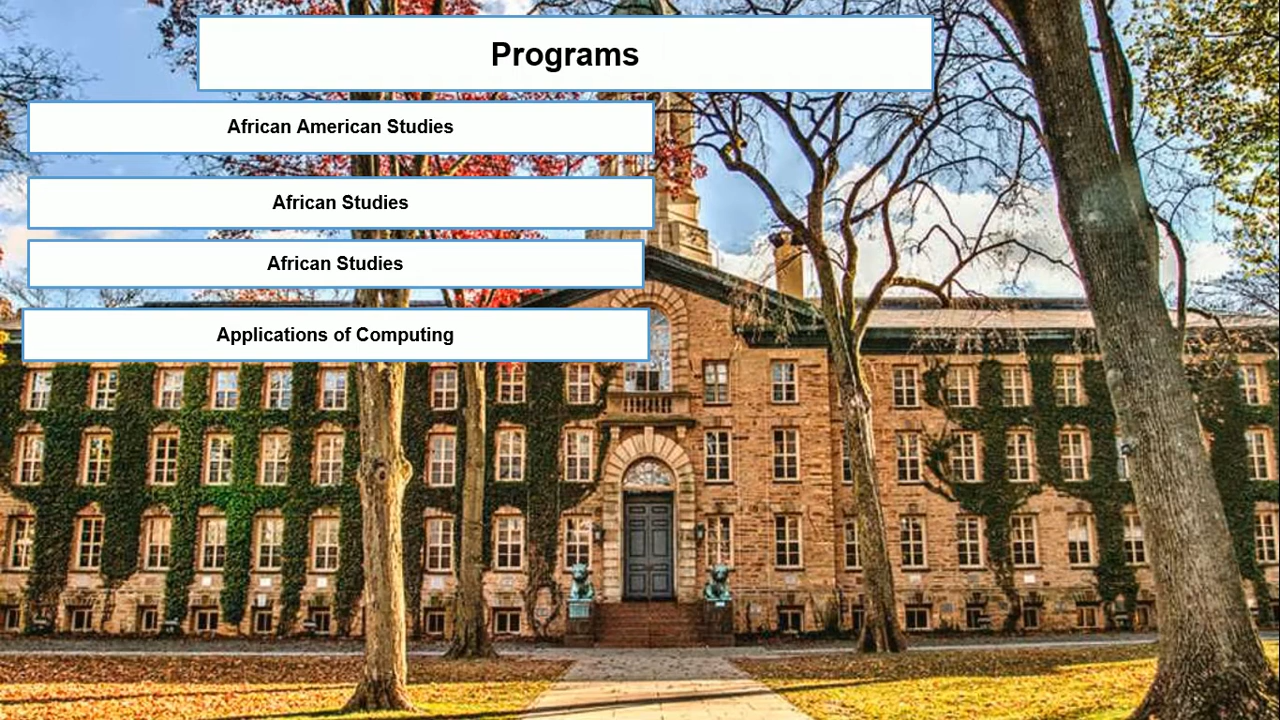 Programs
African American Studies
African Studies
African Studies
Applications of Computing